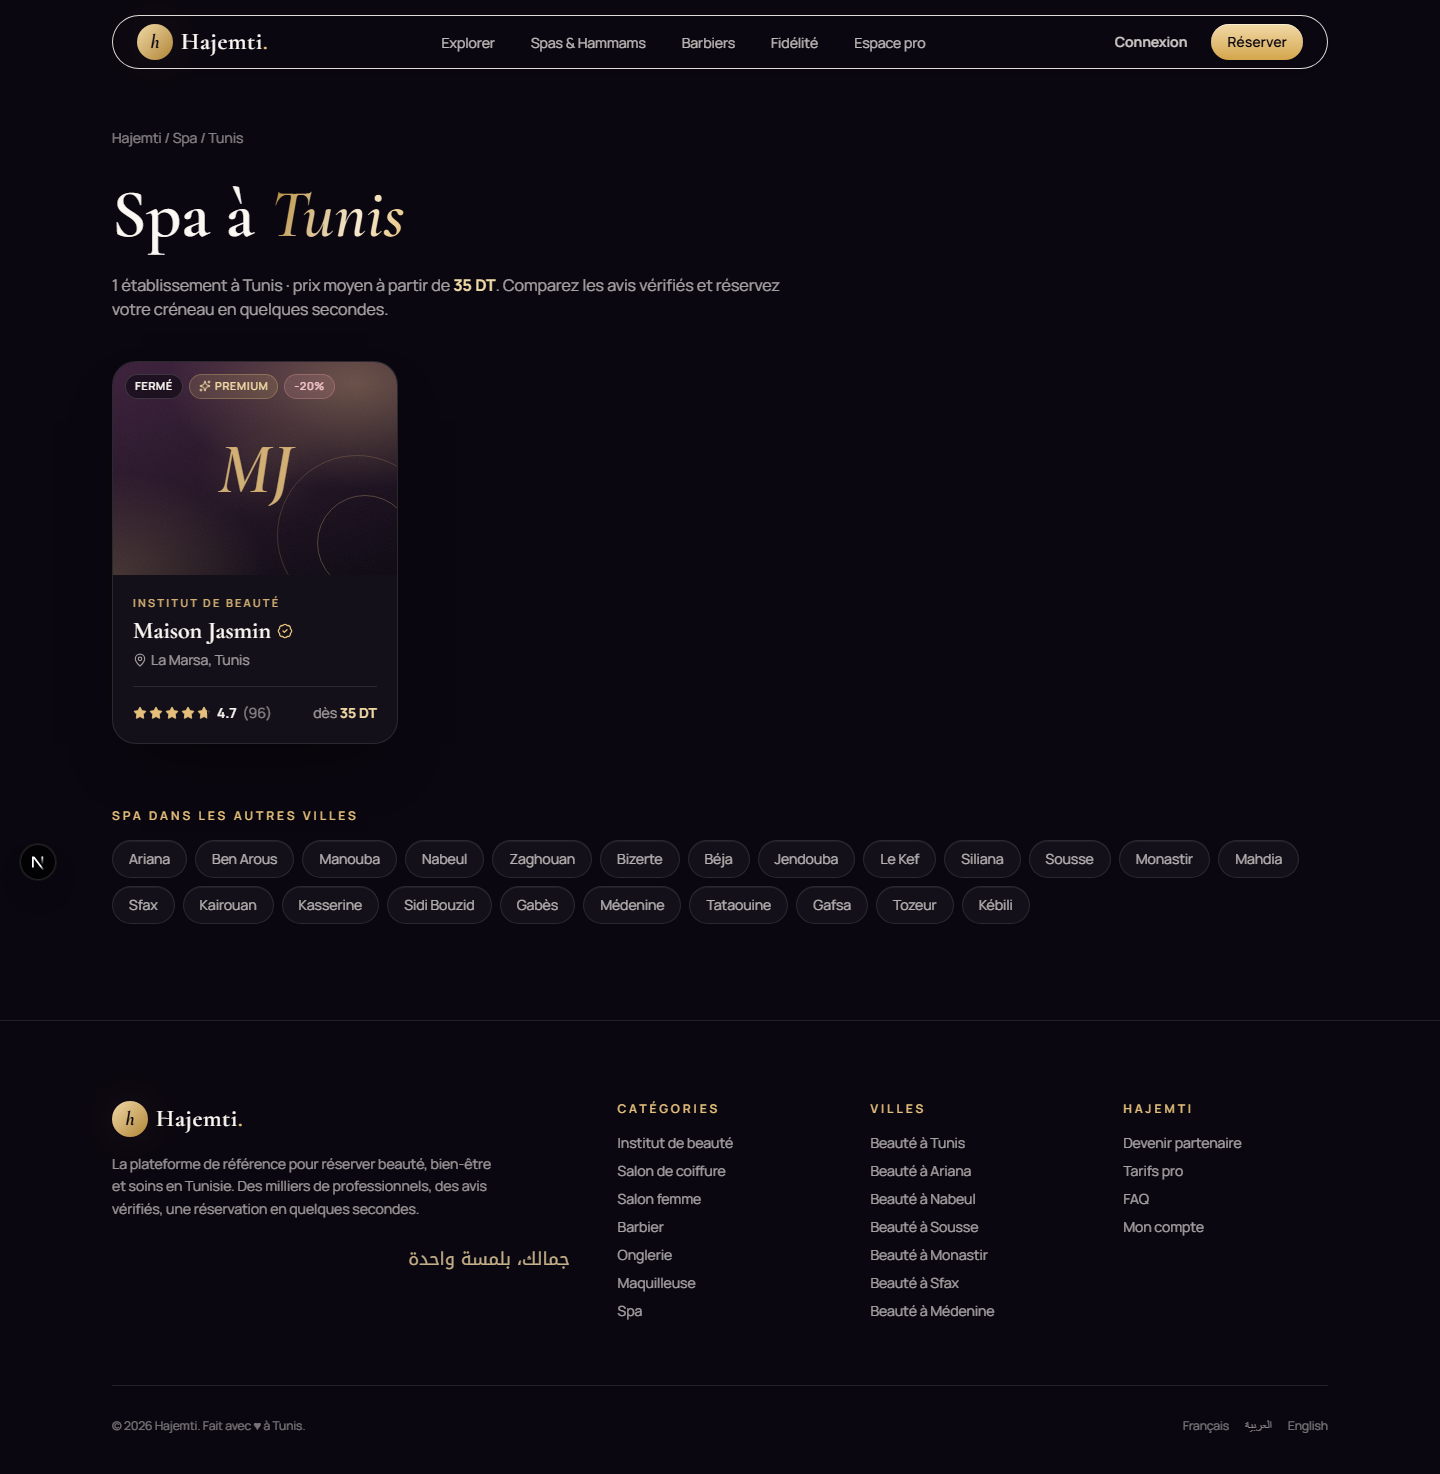 h Hajemti.
Explorer
Spas & Hammams
Barbiers
Fidélité
Espace pro
Connexion
Réserver
Hajemti / Spa / Tunis
Spa à Tunis
1 établissement à Tunis · prix moyen à partir de 35 DT. Comparez les avis vérifiés et réservez
votre créneau en quelques secondes.
FERMÉ
PREMIUM
-20%
MJ
INSTITUT DE BEAUTÉ
Maison Jasmin
La Marsa, Tunis
4.7 (96)
dès 35 DT
SPA DANS LES AUTRES VILLES
Ariana
Ben Arous
Manouba
Nabeul
Zaghouan
Bizerte
Béja
Jendouba
Le Kef
Siliana
Sousse
Monastir
Mahdia
Sfax
Kairouan
Kasserine
Sidi Bouzid
Gabès
Médenine
Tataouine
Gafsa
Tozeur
Kébili
N
h Hajemti.
La plateforme de référence pour réserver beauté, bien-être
et soins en Tunisie. Des milliers de professionnels, des avis
vérifiés, une réservation en quelques secondes.
جمالك، بلمسة واحدة
CATÉGORIES
Institut de beauté
Salon de coiffure
Salon femme
Barbier
Onglerie
Maquilleuse
Spa
VILLES
Beauté à Tunis
Beauté à Ariana
Beauté à Nabeul
Beauté à Sousse
Beauté à Monastir
Beauté à Sfax
Beauté à Médenine
HAJEMTI
Devenir partenaire
Tarifs pro
FAQ
Mon compte
© 2026 Hajemti. Fait avec ♥ à Tunis.
Français
العربية
English